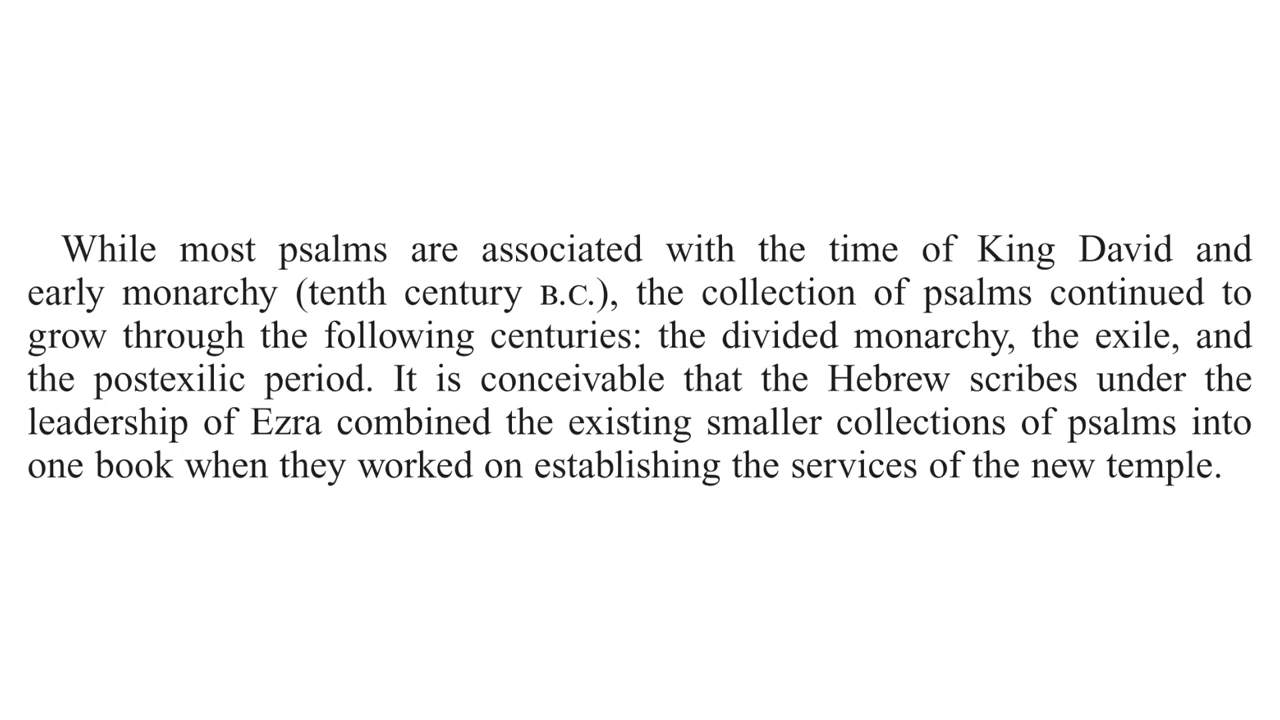 While most psalms are associated with the time of King David and
early monarchy (tenth century B.C.), the collection of psalms continued to
grow through the following centuries: the divided monarchy, the exile, and
the postexilic period. It is conceivable that the Hebrew scribes under the
leadership of Ezra combined the existing smaller collections of psalms into
one book when they worked on establishing the services of the new temple.